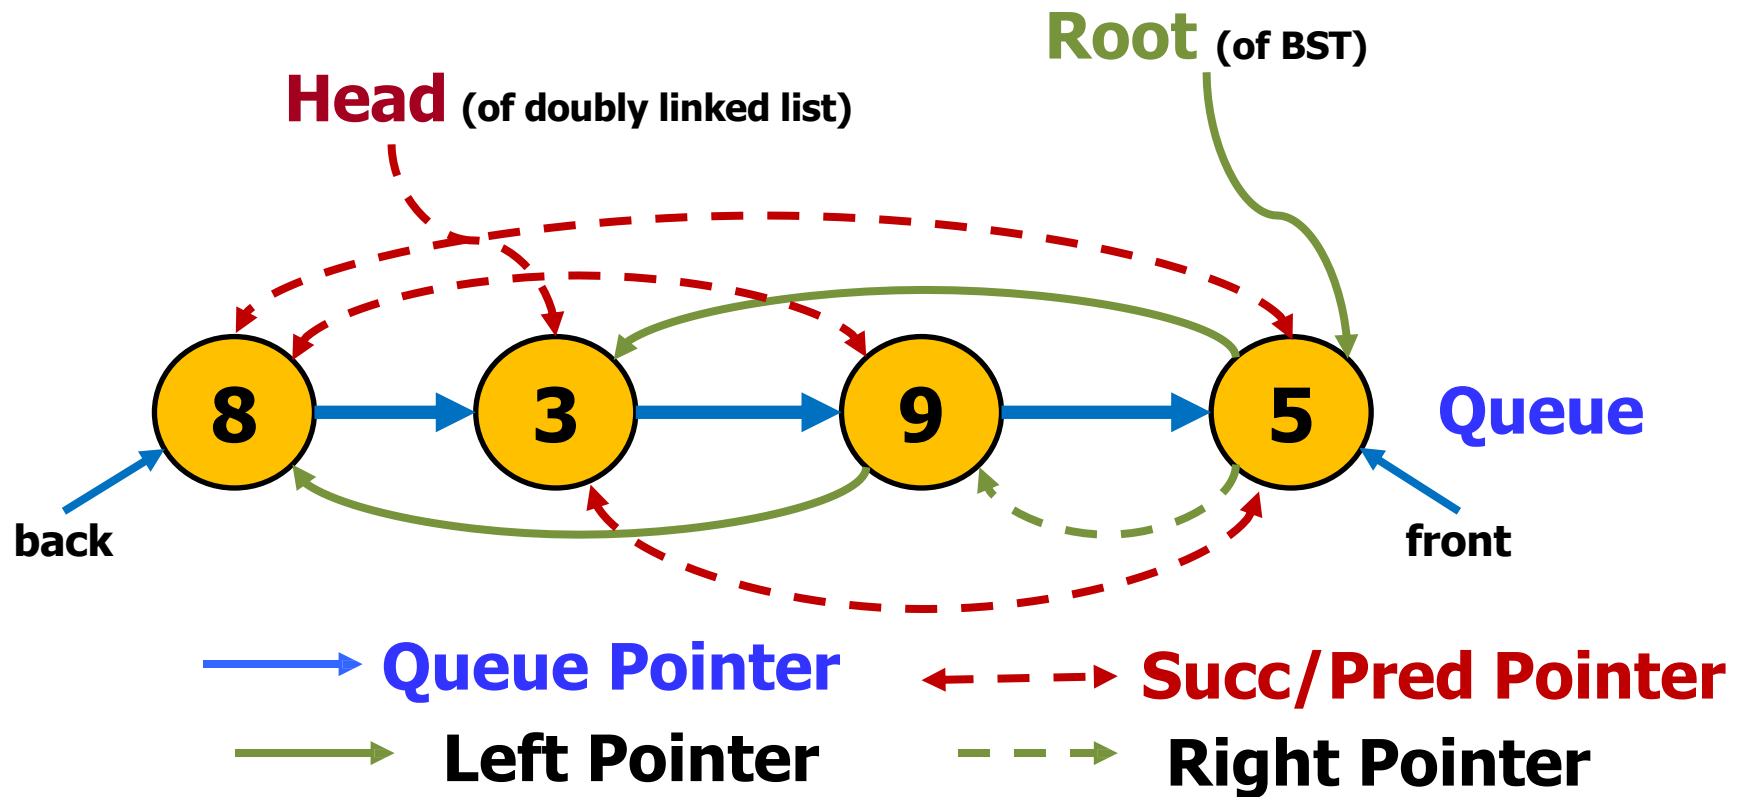 Root (of BST)
Head (of doubly linked list)
8 3 9 5 Queue
back front
Queue Pointer Succ/Pred Pointer
Left Pointer Right Pointer